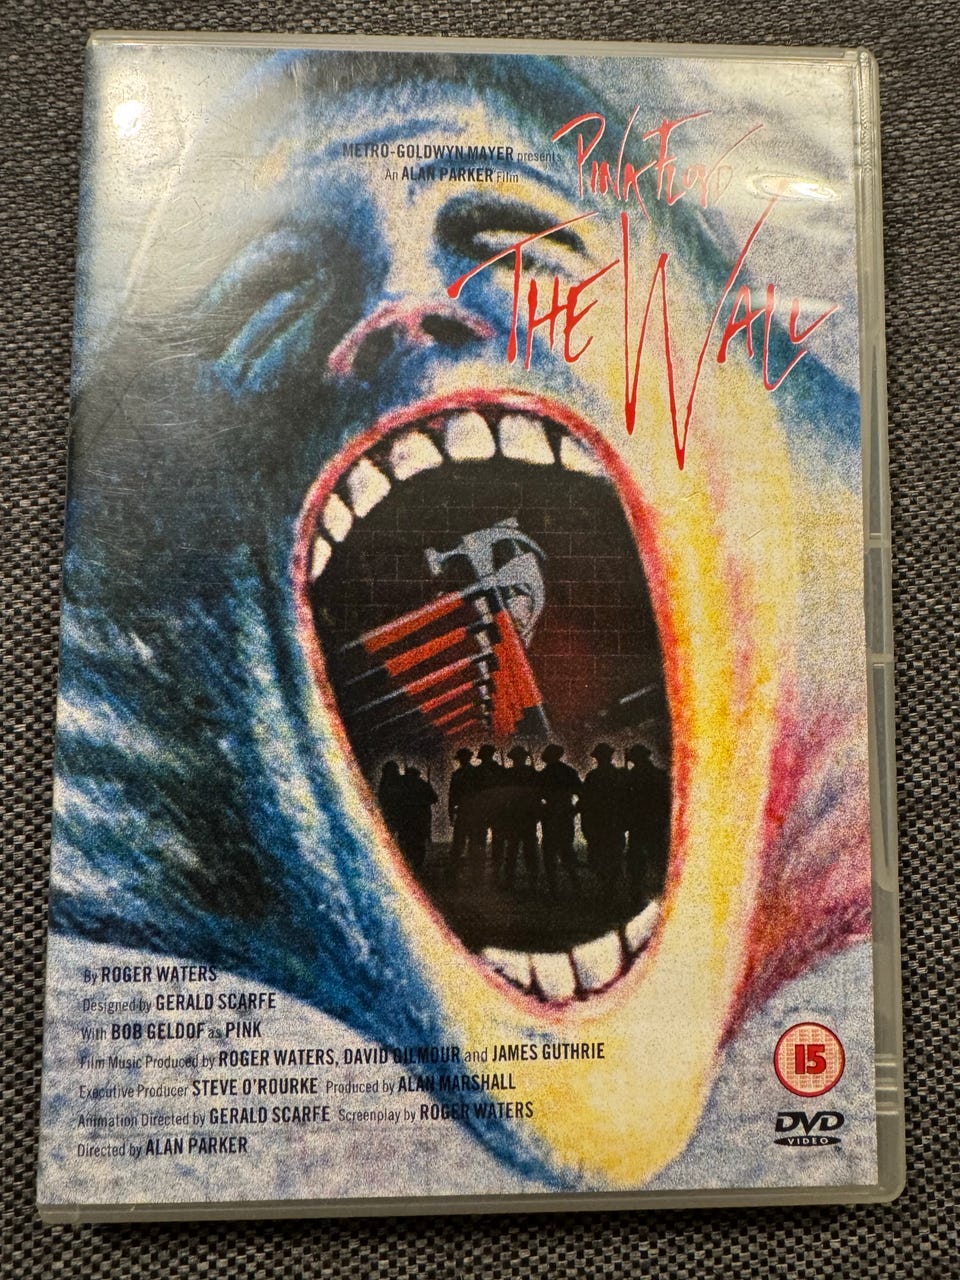 METRO-GOLDWYN MAYER presents
An ALAN PARKER Film
PINK FLOYD
THE WALL
By ROGER WATERS
Designed by GERALD SCARFE
With BOB GELDOF as PINK
Film Music Produced by ROGER WATERS, DAVID GILMOUR and JAMES GUTHRIE
Executive Producer STEVE O'ROURKE Produced by ALAN MARSHALL
Animation Directed by GERALD SCARFE Screenplay by ROGER WATERS
Directed by ALAN PARKER
15
DVD
VIDEO